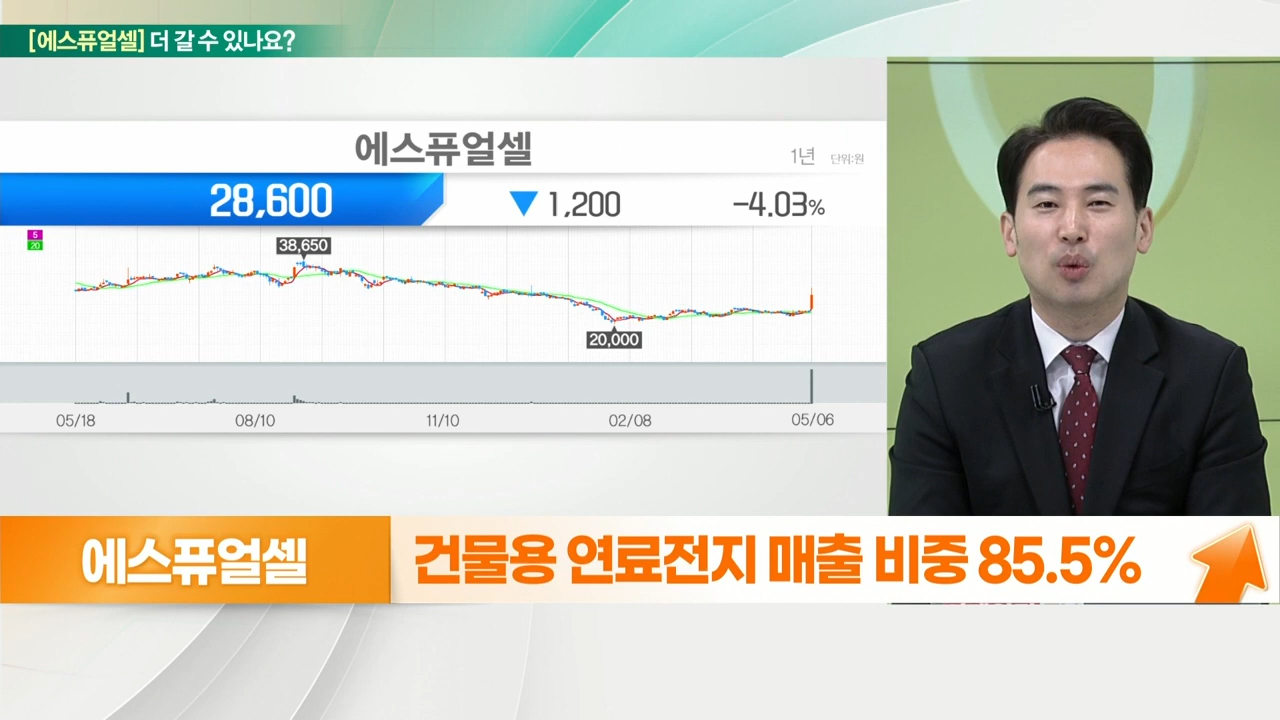 [에스퓨얼셀] 더 갈 수 있나요?
에스퓨얼셀
1년 단위:원
28,600 ▼ 1,200 -4.03%
5
20
38,650
20,000
05/18 08/10 11/10 02/08 05/06
에스퓨얼셀 건물용 연료전지 매출 비중 85.5%